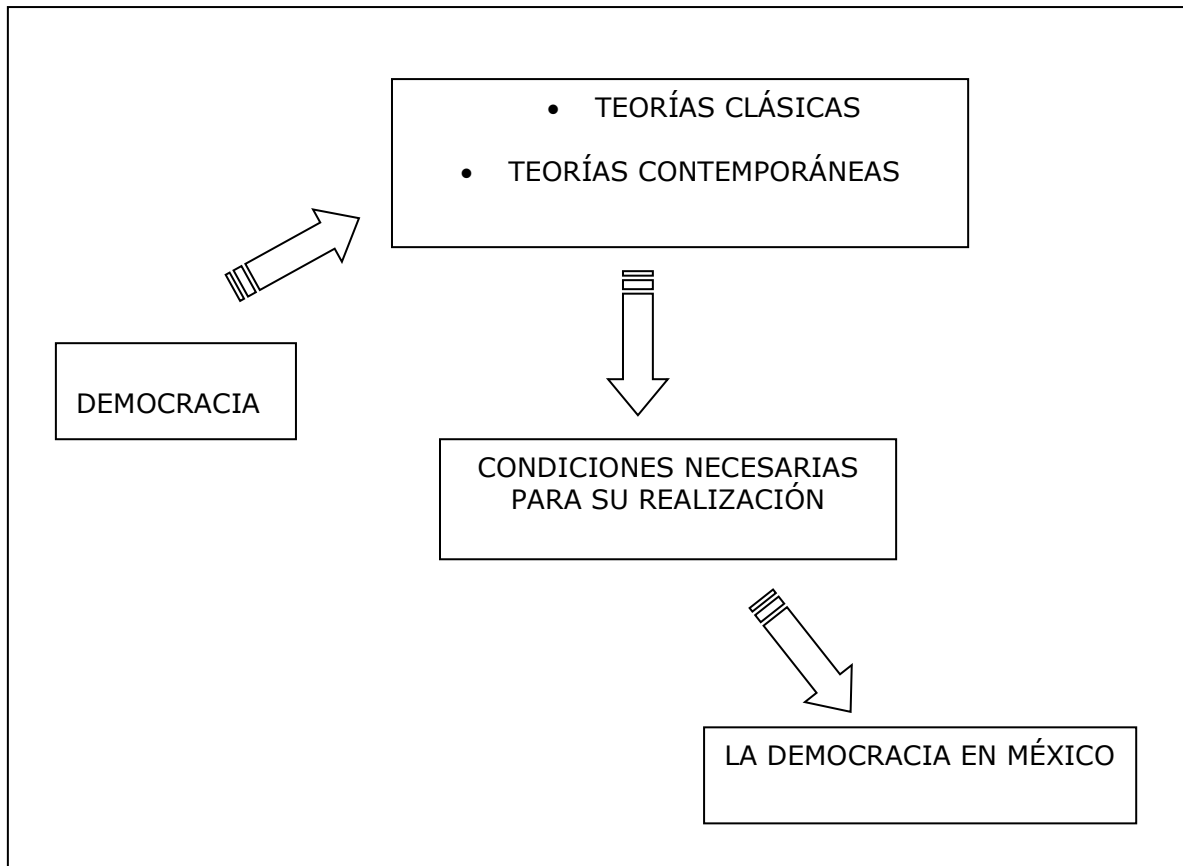 • TEORÍAS CLÁSICAS
• TEORÍAS CONTEMPORÁNEAS
DEMOCRACIA
CONDICIONES NECESARIAS
PARA SU REALIZACIÓN
LA DEMOCRACIA EN MÉXICO